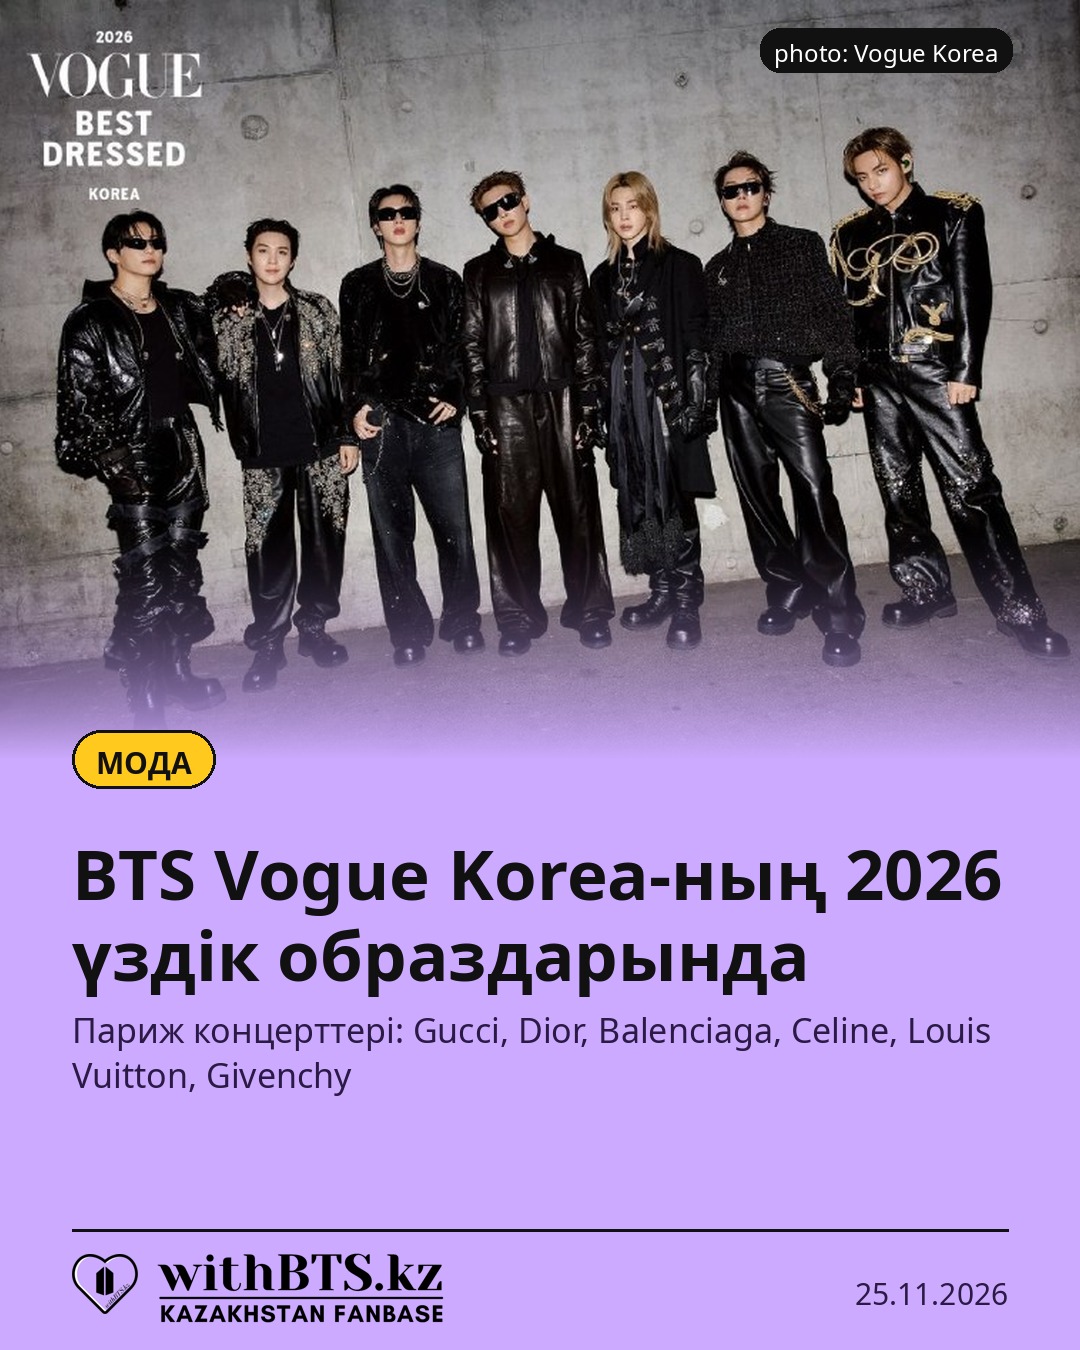 2026
VOGUE
BEST
DRESSED
KOREA
photo: Vogue Korea
МОДА
BTS Vogue Korea-ның 2026
үздік образдарында
Париж концерттері: Gucci, Dior, Balenciaga, Celine, Louis
Vuitton, Givenchy
withBTS.kz
KAZAKHSTAN FANBASE
25.11.2026